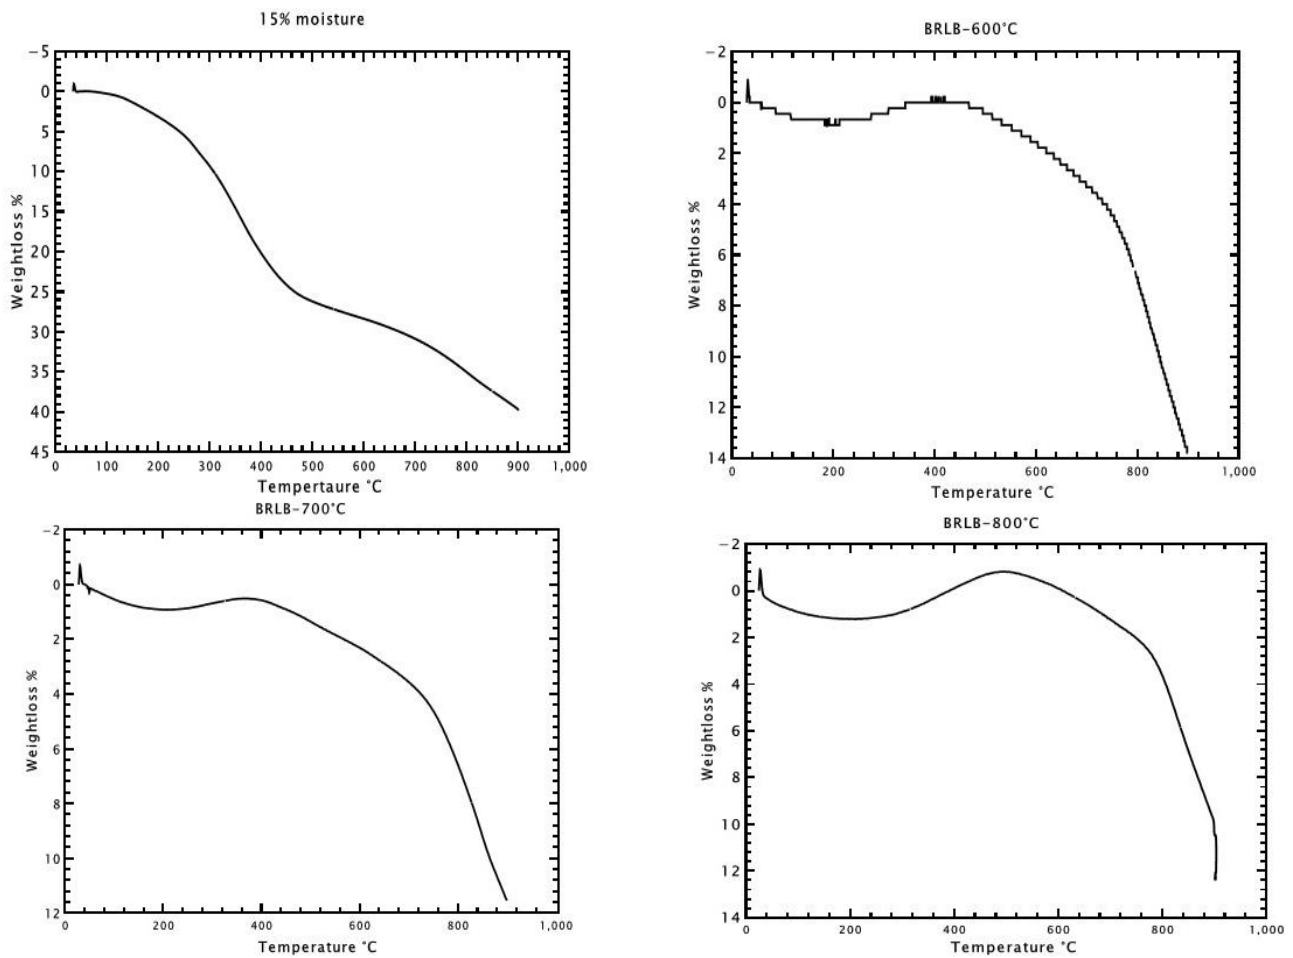 15% moisture
−5
0
5
10
15
20
25
30
35
40
45
Weightloss %
0 100 200 300 400 500 600 700 800 900 1,000
Tempertaure °C
BRLB−600°C
−2
0
2
4
6
8
10
12
14
Weightloss %
0 200 400 600 800 1,000
Temperature °C
BRLB−700°C
−2
0
2
4
6
8
10
12
Weightloss %
0 200 400 600 800 1,000
Temperature °C
BRLB−800°C
−2
0
2
4
6
8
10
12
14
Weightloss %
0 200 400 600 800 1,000
Temperature °C